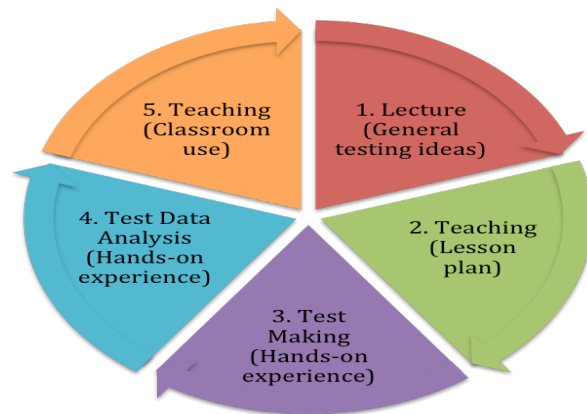 1. Lecture
(General
testing ideas)
2. Teaching
(Lesson
plan)
3. Test
Making
(Hands-on
experience)
4. Test Data
Analysis
(Hands-on
experience)
5. Teaching
(Classroom
use)